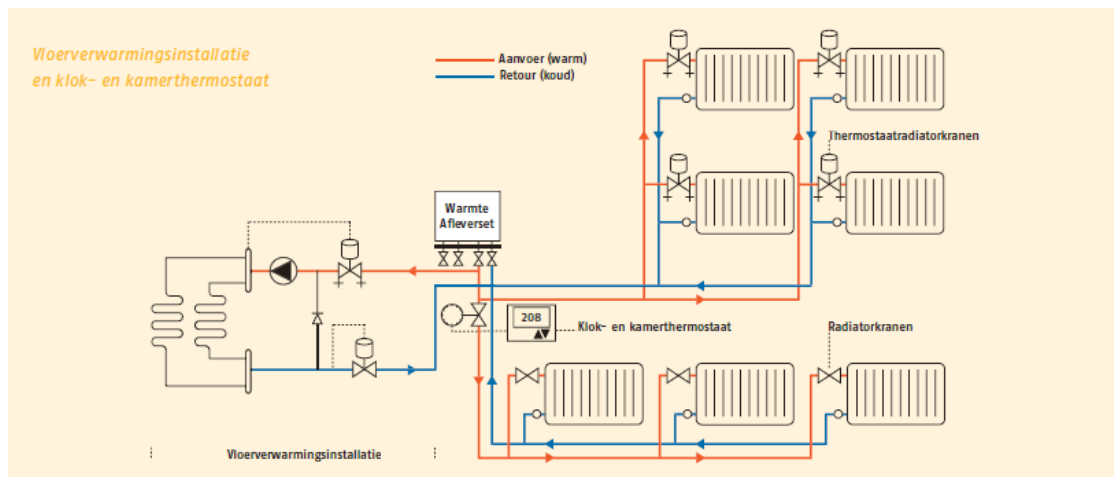 Vloerverwarmingsinstallatie
en klok- en kamerthermostaat
Aanvoer (warm)
Retour (koud)
Thermostaatradiatorkranen
Warmte
Afleverset
208
Klok- en kamerthermostaat
Radiatorkranen
Vloerverwarmingsinstallatie